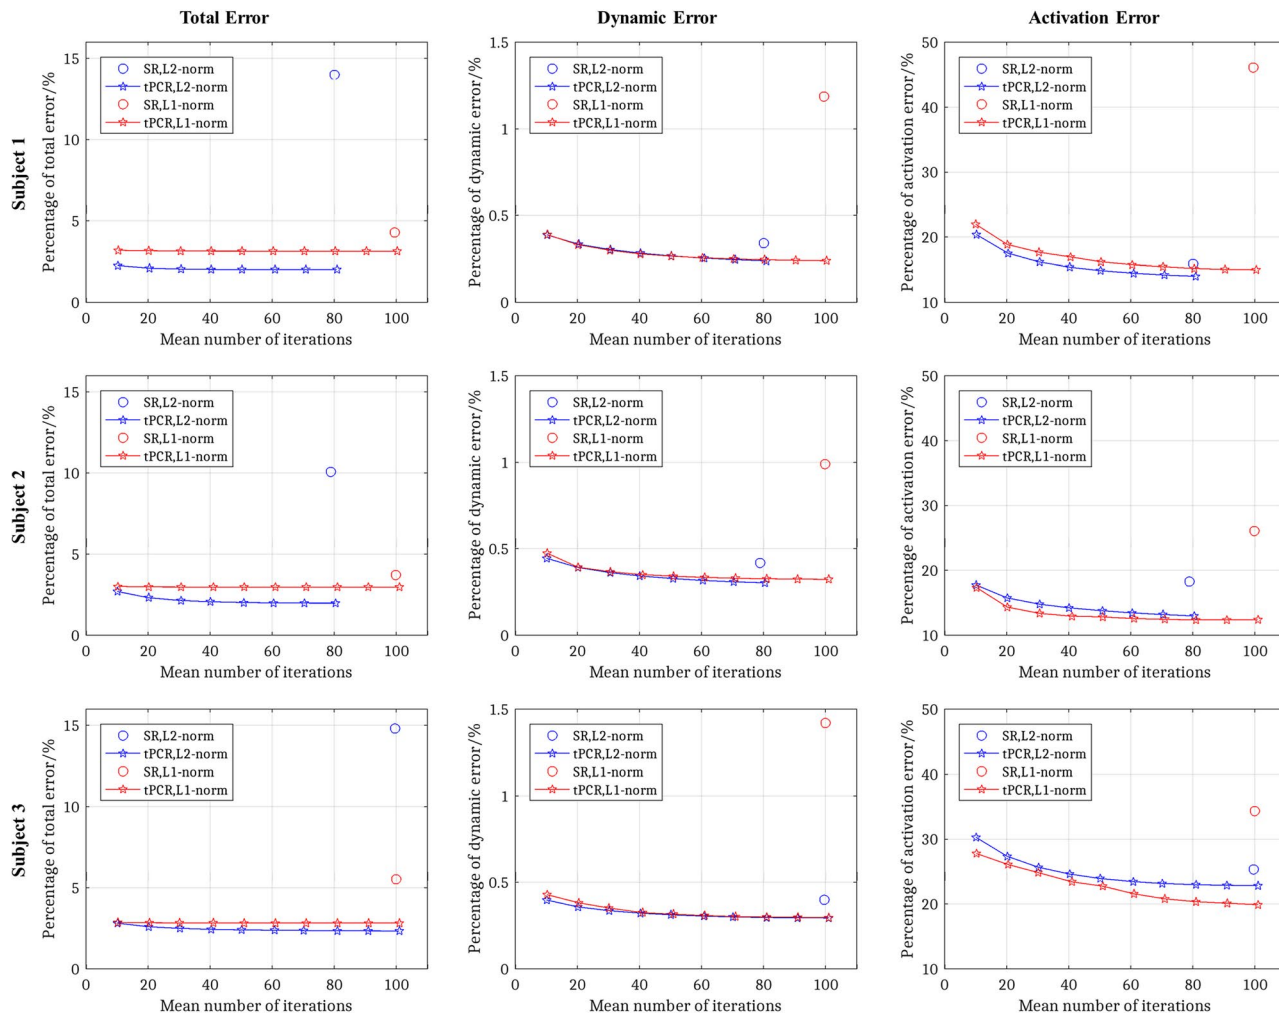 Total Error Dynamic Error Activation Error
Subject 1
Percentage of total error/%
15
10
5
0
SR,L2-norm
tPCR,L2-norm
SR,L1-norm
tPCR,L1-norm
0 20 40 60 80 100
Mean number of iterations
Percentage of dynamic error/%
1.5
1
0.5
0
SR,L2-norm
tPCR,L2-norm
SR,L1-norm
tPCR,L1-norm
0 20 40 60 80 100
Mean number of iterations
Percentage of activation error/%
50
40
30
20
10
SR,L2-norm
tPCR,L2-norm
SR,L1-norm
tPCR,L1-norm
0 20 40 60 80 100
Mean number of iterations
Subject 2
Percentage of total error/%
15
10
5
0
SR,L2-norm
tPCR,L2-norm
SR,L1-norm
tPCR,L1-norm
0 20 40 60 80 100
Mean number of iterations
Percentage of dynamic error/%
1.5
1
0.5
0
SR,L2-norm
tPCR,L2-norm
SR,L1-norm
tPCR,L1-norm
0 20 40 60 80 100
Mean number of iterations
Percentage of activation error/%
50
40
30
20
10
SR,L2-norm
tPCR,L2-norm
SR,L1-norm
tPCR,L1-norm
0 20 40 60 80 100
Mean number of iterations
Subject 3
Percentage of total error/%
15
10
5
0
SR,L2-norm
tPCR,L2-norm
SR,L1-norm
tPCR,L1-norm
0 20 40 60 80 100
Mean number of iterations
Percentage of dynamic error/%
1.5
1
0.5
0
SR,L2-norm
tPCR,L2-norm
SR,L1-norm
tPCR,L1-norm
0 20 40 60 80 100
Mean number of iterations
Percentage of activation error/%
50
40
30
20
10
SR,L2-norm
tPCR,L2-norm
SR,L1-norm
tPCR,L1-norm
0 20 40 60 80 100
Mean number of iterations